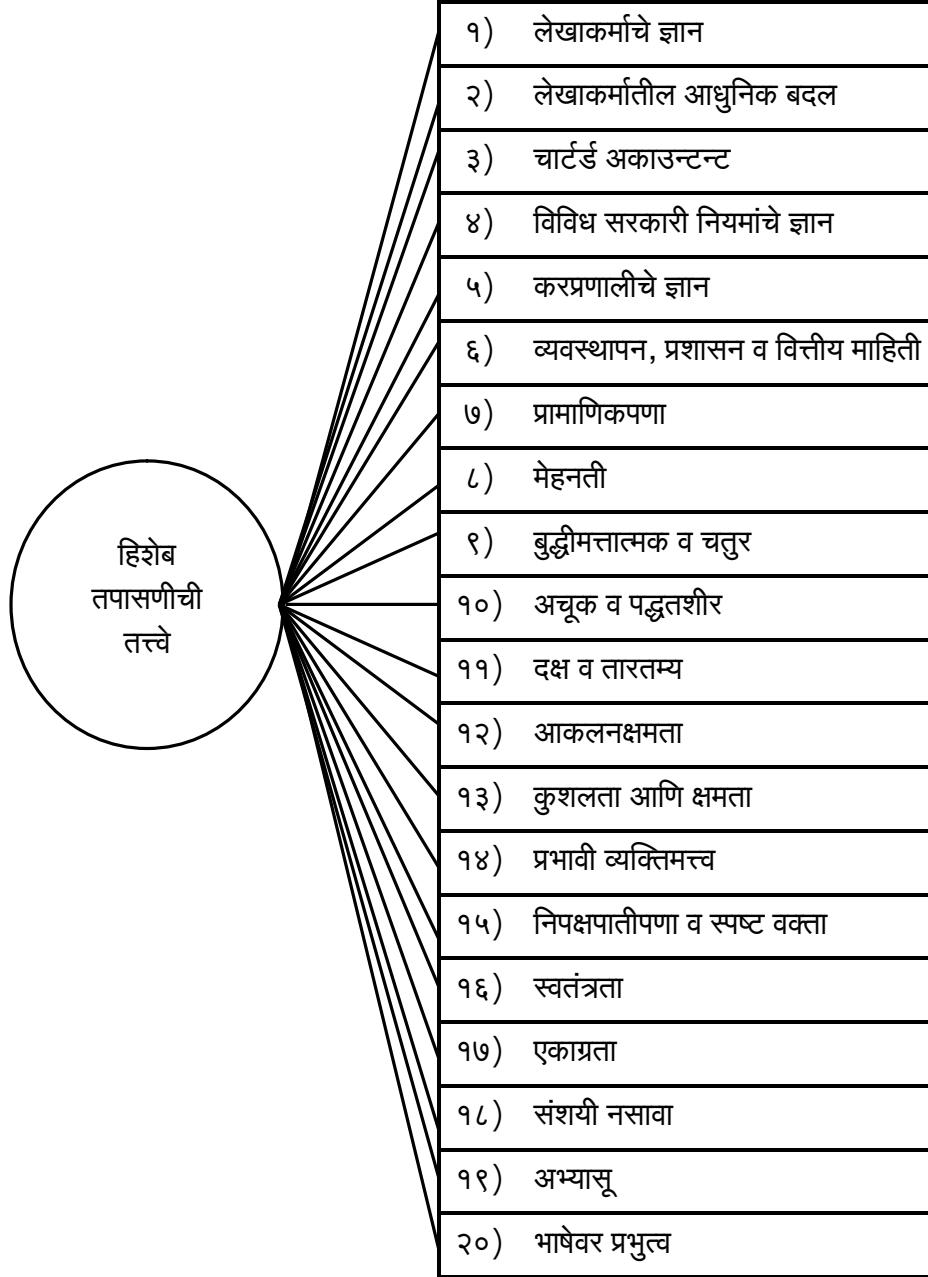 हिशेब
तपासणीची
तत्त्वे
१) लेखाकर्माचे ज्ञान
२) लेखाकर्मातील आधुनिक बदल
३) चार्टर्ड अकाउन्टन्ट
४) विविध सरकारी नियमांचे ज्ञान
५) करप्रणालीचे ज्ञान
६) व्यवस्थापन, प्रशासन व वित्तीय माहिती
७) प्रामाणिकपणा
८) मेहनती
९) बुद्धीमत्तात्मक व चतुर
१०) अचूक व पद्धतशीर
११) दक्ष व तारतम्य
१२) आकलनक्षमता
१३) कुशलता आणि क्षमता
१४) प्रभावी व्यक्तिमत्त्व
१५) निपक्षपातीपणा व स्पष्ट वक्ता
१६) स्वतंत्रता
१७) एकाग्रता
१८) संशयी नसावा
१९) अभ्यासू
२०) भाषेवर प्रभुत्व